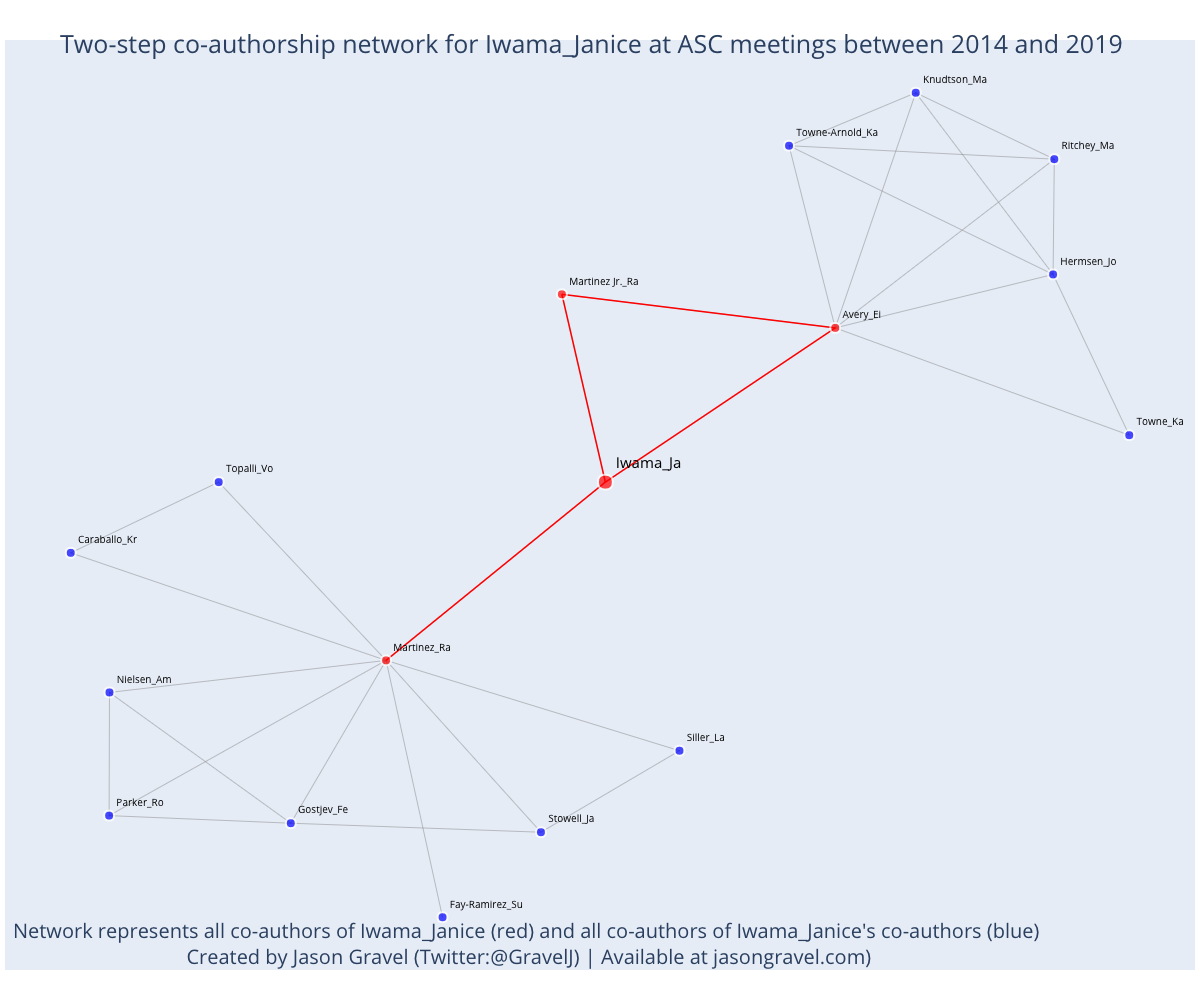 Two-step co-authorship network for Iwama_Janice at ASC meetings between 2014 and 2019
Knudtson_Ma
Towne-Arnold_Ka
Ritchey_Ma
Hermsen_Jo
Martinez Jr._Ra
Avery_Ei
Towne_Ka
Iwama_Ja
Topalli_Vo
Caraballo_Kr
Martinez_Ra
Nielsen_Am
Siller_La
Parker_Ro
Gostjev_Fe
Stowell_Ja
Fay-Ramirez_Su
Network represents all co-authors of Iwama_Janice (red) and all co-authors of Iwama_Janice's co-authors (blue)
Created by Jason Gravel (Twitter:@GravelJ) | Available at jasongravel.com)